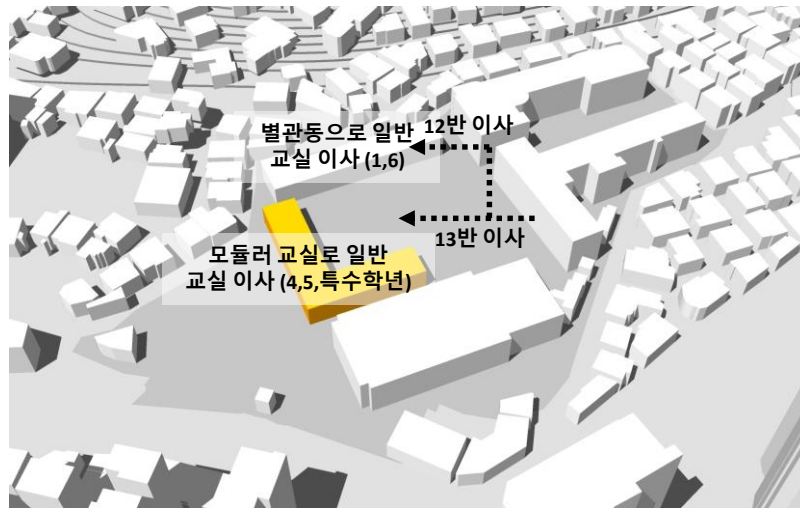 별관동으로 일반
교실 이사 (1,6)
12반 이사
13반 이사
모듈러 교실로 일반
교실 이사 (4,5,특수학년)